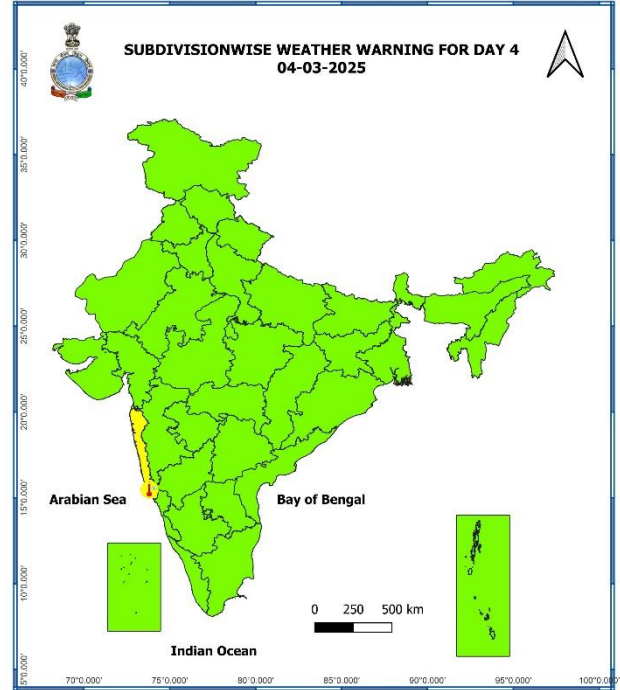 SUBDIVISIONWISE WEATHER WARNING FOR DAY 4
04-03-2025
40°0.000'
35°0.000'
30°0.000'
25°0.000'
20°0.000'
15°0.000'
10°0.000'
5°0.000'
Arabian Sea
Bay of Bengal
0 250 500 km
Indian Ocean
70°0.000' 75°0.000' 80°0.000' 85°0.000' 90°0.000' 95°0.000' 100°0.000'